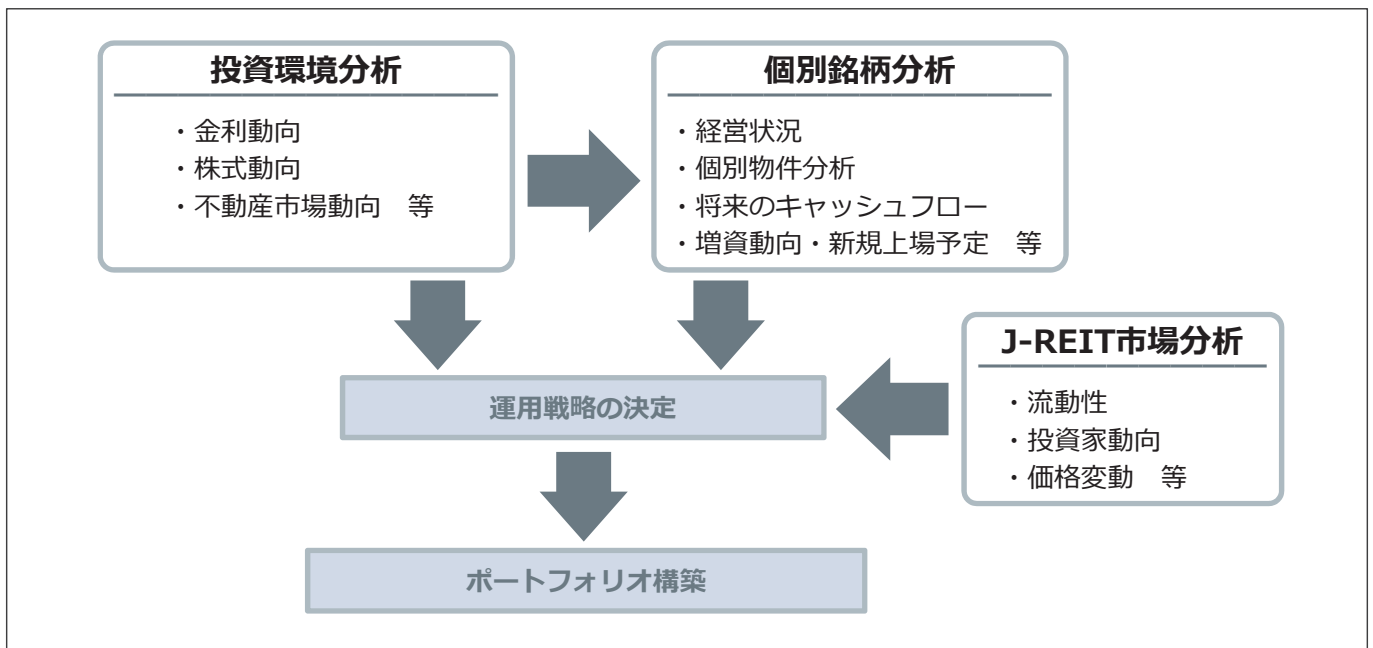 投資環境分析
・金利動向
・株式動向
・不動産市場動向　等
個別銘柄分析
・経営状況
・個別物件分析
・将来のキャッシュフロー
・増資動向・新規上場予定　等
J-REIT市場分析
・流動性
・投資家動向
・価格変動　等
運用戦略の決定
ポートフォリオ構築